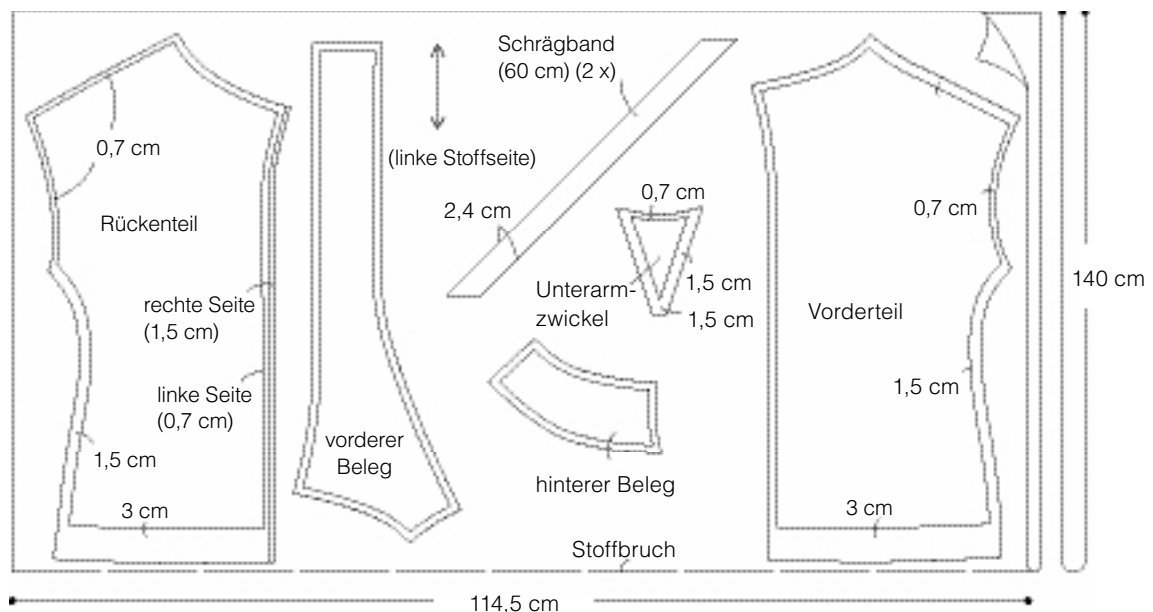 Schrägband
(60 cm) (2 x)
0,7 cm
(linke Stoffseite)
2,4 cm
0,7 cm
0,7 cm
Rückenteil
rechte Seite
(1,5 cm)
Unterarm-
zwickel
1,5 cm
1,5 cm
Vorderteil
140 cm
linke Seite
(0,7 cm)
1,5 cm
1,5 cm
vorderer
Beleg
hinterer Beleg
3 cm
3 cm
Stoffbruch
114,5 cm